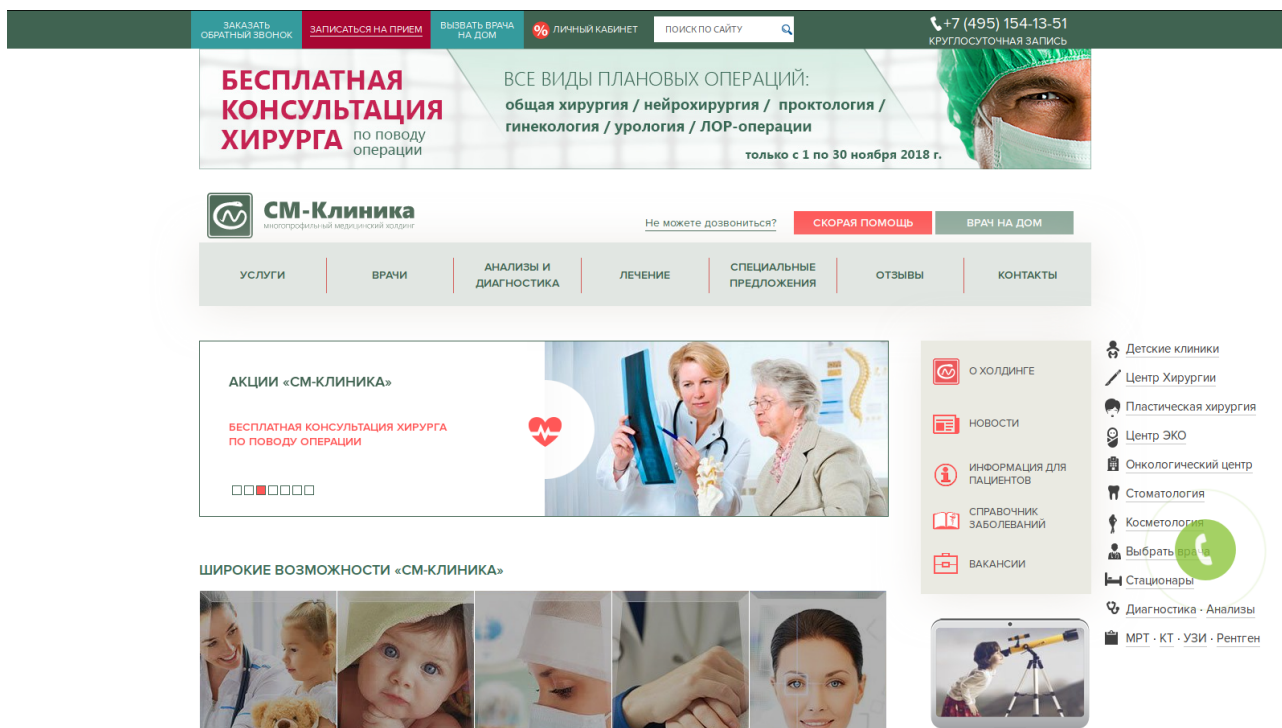 ЗАКАЗАТЬ
ОБРАТНЫЙ ЗВОНОК
ЗАПИСАТЬСЯ НА ПРИЕМ
ВЫЗВАТЬ ВРАЧА
НА ДОМ
% ЛИЧНЫЙ КАБИНЕТ
ПОИСК ПО САЙТУ
+7 (495) 154-13-51
КРУГЛОСУТОЧНАЯ ЗАПИСЬ
БЕСПЛАТНАЯ
КОНСУЛЬТАЦИЯ
ХИРУРГА по поводу
операции
ВСЕ ВИДЫ ПЛАНОВЫХ ОПЕРАЦИЙ:
общая хирургия / нейрохирургия / проктология /
гинекология / урология / ЛОР-операции
только с 1 по 30 ноября 2018 г.
СМ-Клиника
многопрофильный медицинский холдинг
Не можете дозвониться?
СКОРАЯ ПОМОЩЬ
ВРАЧ НА ДОМ
УСЛУГИ
ВРАЧИ
АНАЛИЗЫ И
ДИАГНОСТИКА
ЛЕЧЕНИЕ
СПЕЦИАЛЬНЫЕ
ПРЕДЛОЖЕНИЯ
ОТЗЫВЫ
КОНТАКТЫ
АКЦИИ «СМ-КЛИНИКА»
БЕСПЛАТНАЯ КОНСУЛЬТАЦИЯ ХИРУРГА
ПО ПОВОДУ ОПЕРАЦИИ
О ХОЛДИНГЕ
НОВОСТИ
ИНФОРМАЦИЯ ДЛЯ
ПАЦИЕНТОВ
СПРАВОЧНИК
ЗАБОЛЕВАНИЙ
ВАКАНСИИ
Детские клиники
Центр Хирургии
Пластическая хирургия
Центр ЭКО
Онкологический центр
Стоматология
Косметология
Выбрать врача
Стационары
Диагностика · Анализы
МРТ · КТ · УЗИ · Рентген
ШИРОКИЕ ВОЗМОЖНОСТИ «СМ-КЛИНИКА»